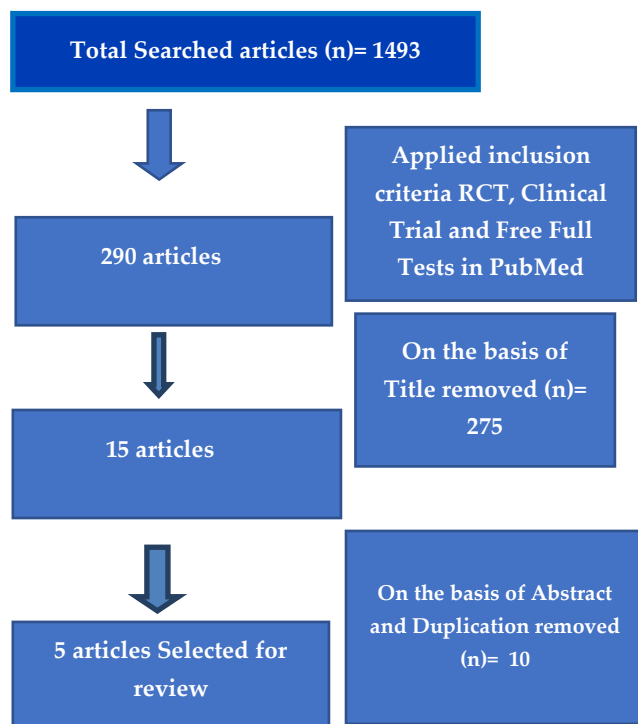 Total Searched articles (n)= 1493
Applied inclusion
criteria RCT, Clinical
Trial and Free Full
Tests in PubMed
290 articles
On the basis of
Title removed (n)=
275
15 articles
On the basis of Abstract
and Duplication removed
(n)= 10
5 articles Selected for
review